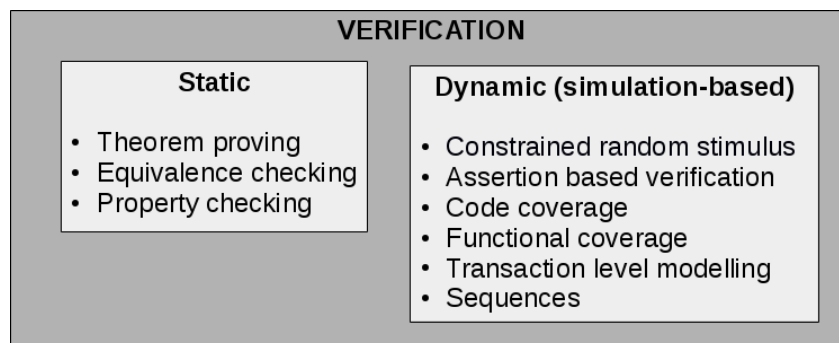 VERIFICATION
Static
• Theorem proving
• Equivalence checking
• Property checking
Dynamic (simulation-based)
• Constrained random stimulus
• Assertion based verification
• Code coverage
• Functional coverage
• Transaction level modelling
• Sequences